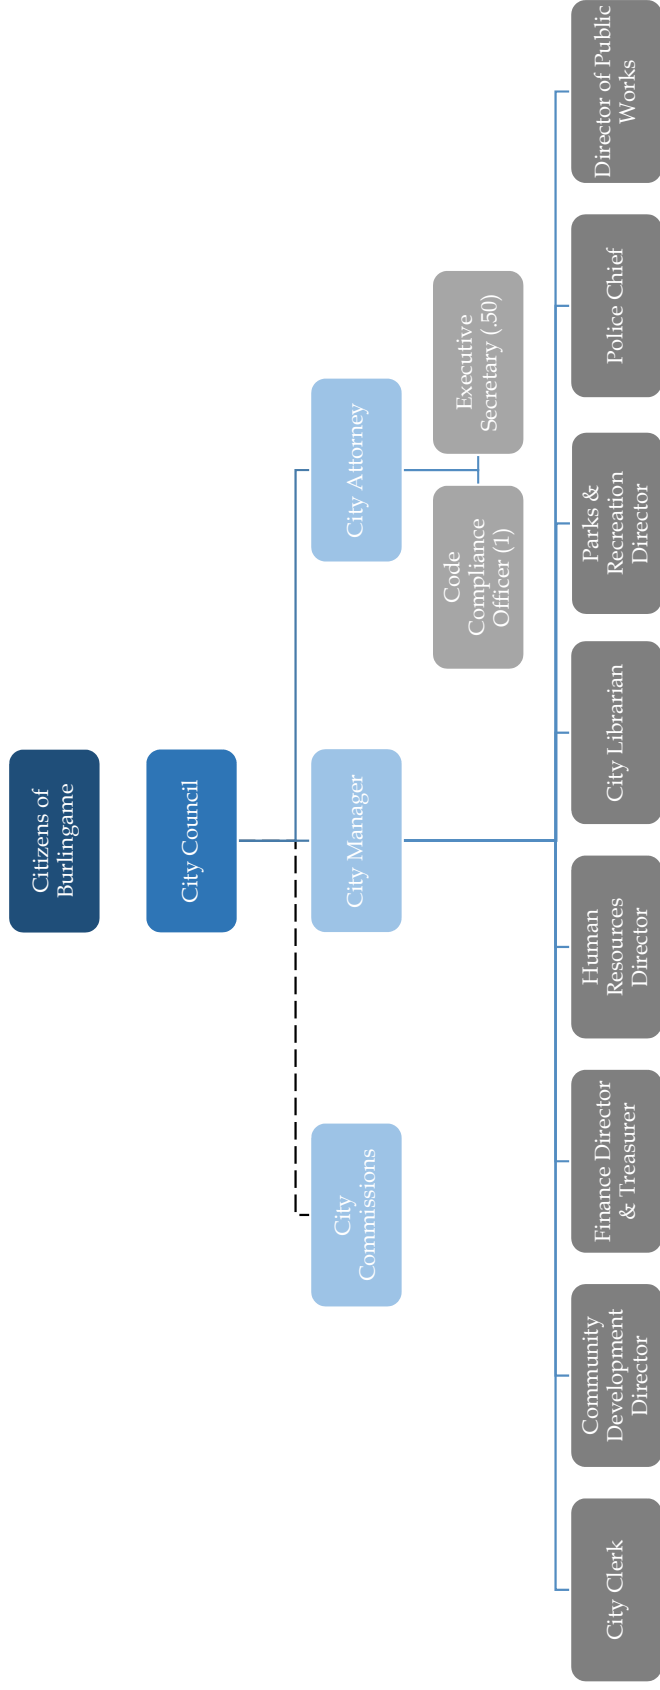 Citizens of
Burlingame
City Council
City
Commissions
City Manager
City Attorney
Code
Compliance
Officer (1)
Executive
Secretary (.50)
City Clerk
Community
Development
Director
Finance Director
& Treasurer
Human
Resources
Director
City Librarian
Parks &
Recreation
Director
Police Chief
Director of Public
Works